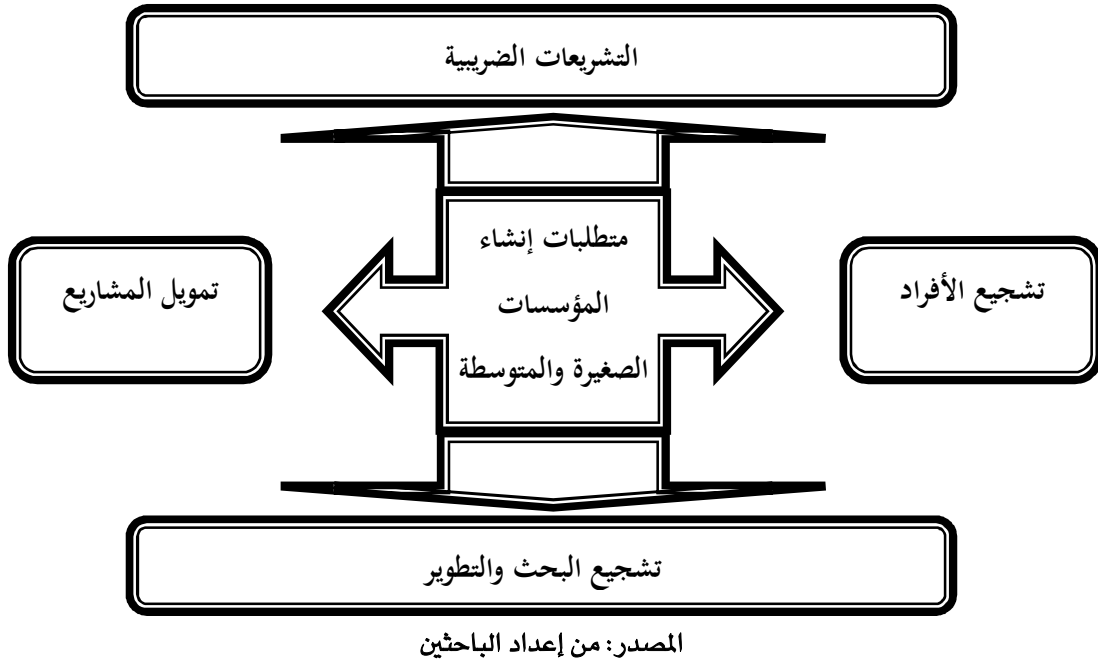 التشريعات الضريبية
متطلبات إنشاء
المؤسسات
الصغيرة والمتوسطة
تشجيع الأفراد
تمويل المشاريع
تشجيع البحث والتطوير
المصدر: من إعداد الباحثين